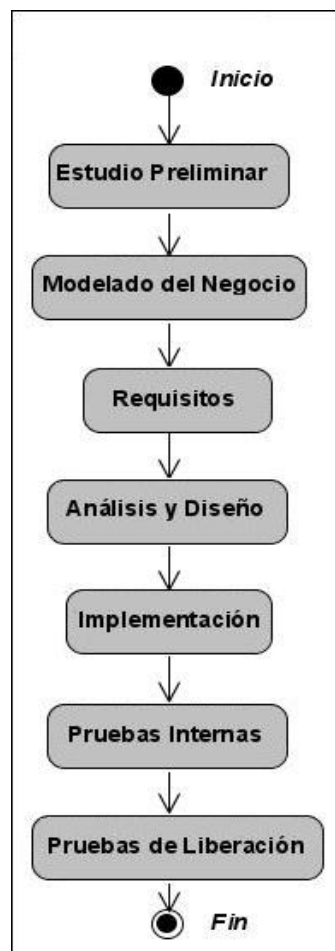 Inicio
Estudio Preliminar
Modelado del Negocio
Requisitos
Análisis y Diseño
Implementación
Pruebas Internas
Pruebas de Liberación
Fin